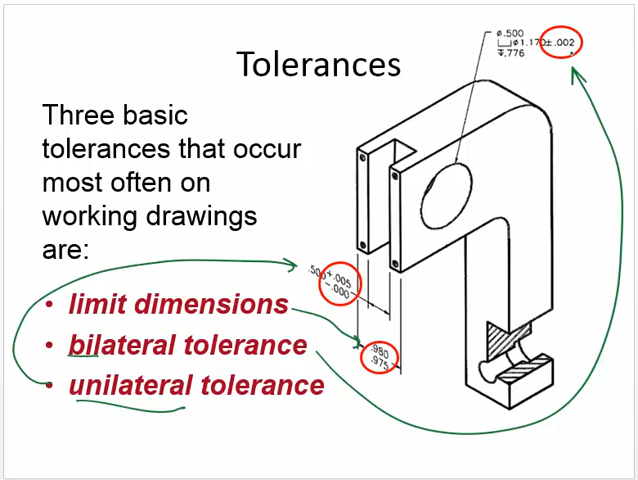 Tolerances
Three basic
tolerances that occur
most often on
working drawings
are:
• limit dimensions
• bilateral tolerance
• unilateral tolerance
ø.500
⌴ø1.170±.002
↧.776
.500 +.005
-.000
.980
.975